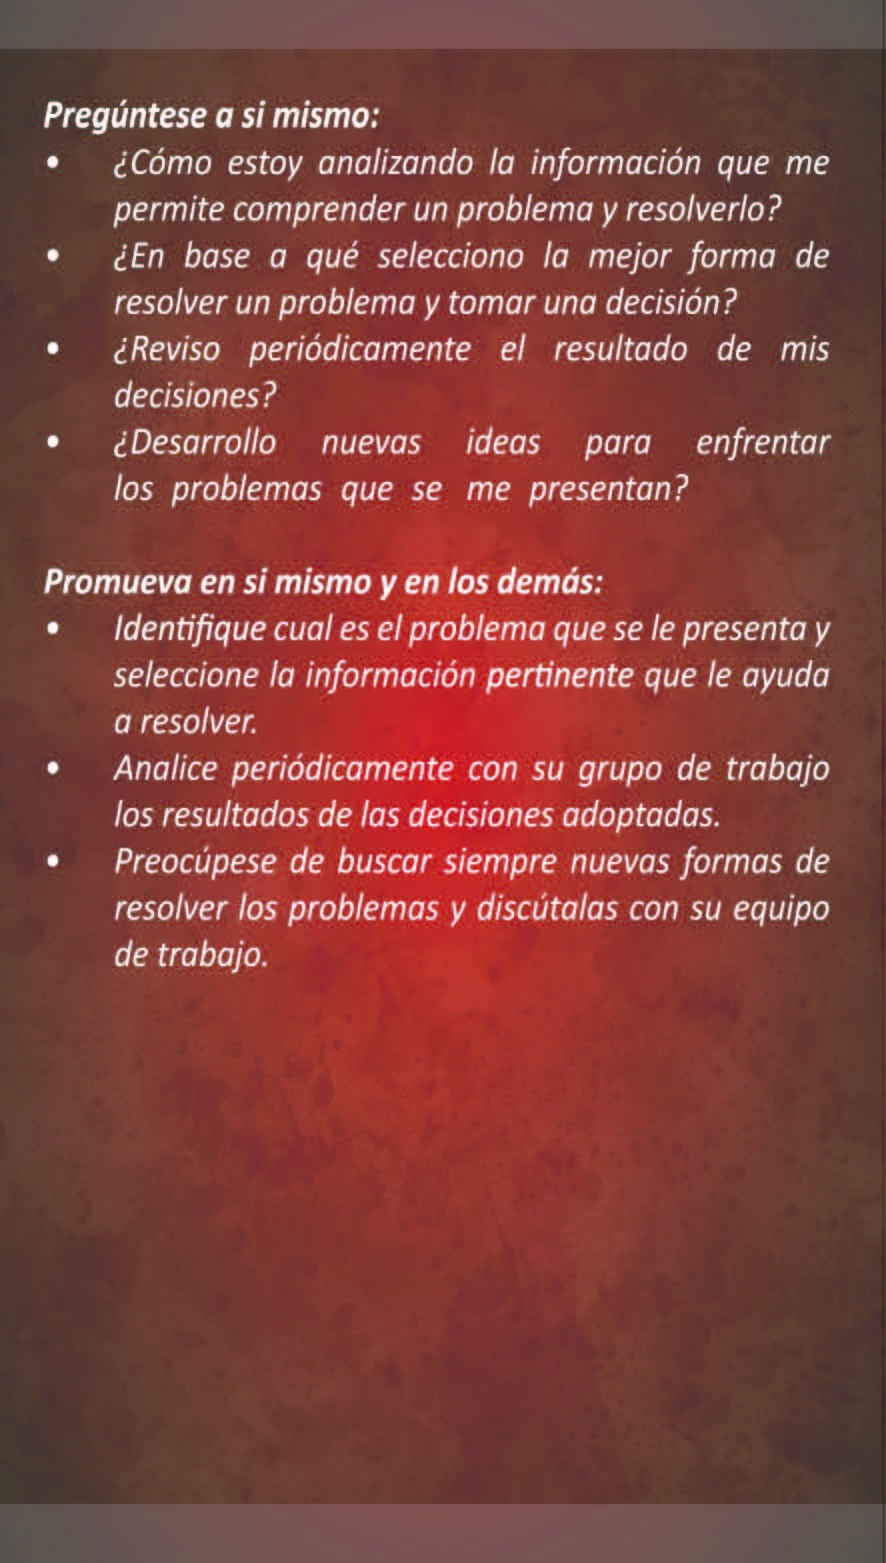 Pregúntese a si mismo:
• ¿Cómo estoy analizando la información que me
permite comprender un problema y resolverlo?
• ¿En base a qué selecciono la mejor forma de
resolver un problema y tomar una decisión?
• ¿Reviso periódicamente el resultado de mis
decisiones?
• ¿Desarrollo nuevas ideas para enfrentar
los problemas que se me presentan?
Promueva en si mismo y en los demás:
• Identifique cual es el problema que se le presenta y
seleccione la información pertinente que le ayuda
a resolver.
• Analice periódicamente con su grupo de trabajo
los resultados de las decisiones adoptadas.
• Preocúpese de buscar siempre nuevas formas de
resolver los problemas y discútalas con su equipo
de trabajo.